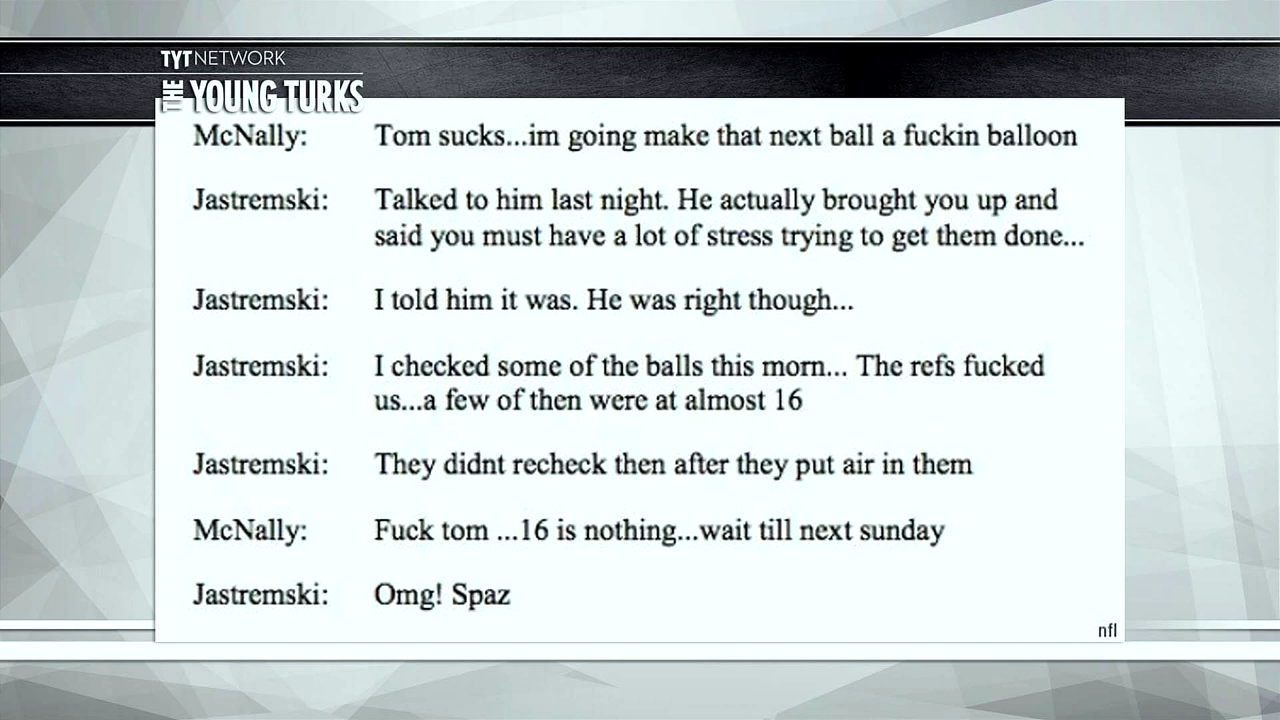 TYT NETWORK
THE YOUNG TURKS
McNally: Tom sucks...im going make that next ball a fuckin balloon
Jastremski: Talked to him last night. He actually brought you up and
said you must have a lot of stress trying to get them done...
Jastremski: I told him it was. He was right though...
Jastremski: I checked some of the balls this morn... The refs fucked
us...a few of then were at almost 16
Jastremski: They didnt recheck then after they put air in them
McNally: Fuck tom ...16 is nothing...wait till next sunday
Jastremski: Omg! Spaz
nfl